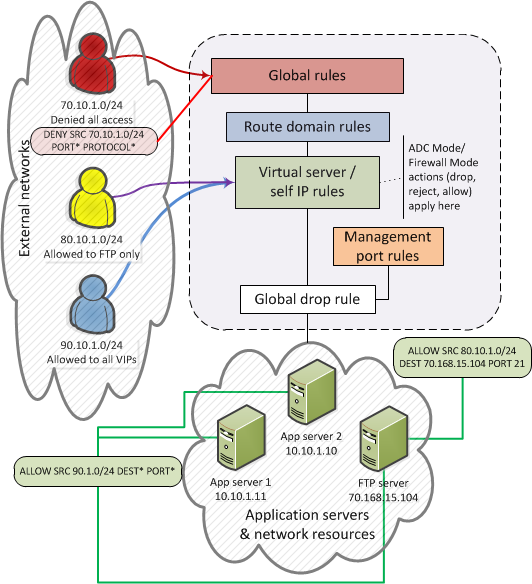 70.10.1.0/24
Denied all access
DENY SRC 70.10.1.0/24
PORT* PROTOCOL*
External networks
80.10.1.0/24
Allowed to FTP only
90.10.1.0/24
Allowed to all VIPs
Global rules
Route domain rules
Virtual server /
self IP rules
ADC Mode/
Firewall Mode
actions (drop,
reject, allow)
apply here
Management
port rules
Global drop rule
ALLOW SRC 80.10.1.0/24
DEST 70.168.15.104 PORT 21
App server 2
10.10.1.10
ALLOW SRC 90.1.0/24 DEST* PORT*
App server 1
10.10.1.11
FTP server
70.168.15.104
Application servers
& network resources